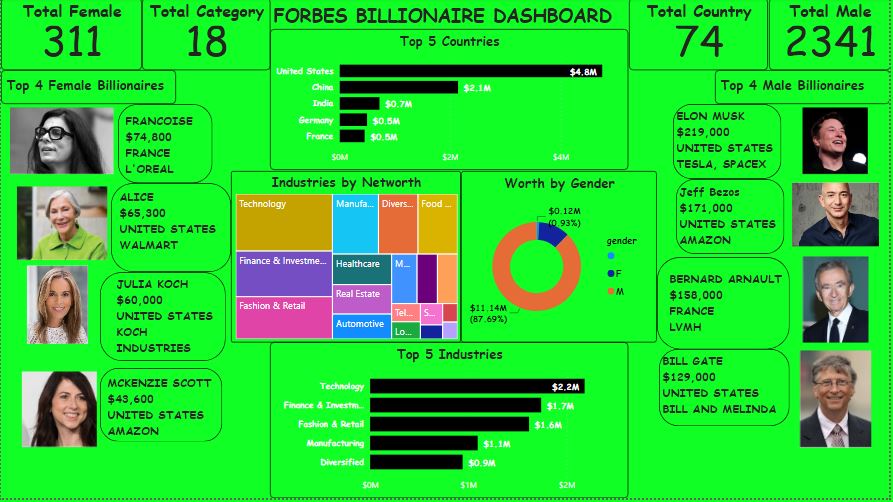 Total Female
311
Total Category
18
FORBES BILLIONAIRE DASHBOARD
Total Country
74
Total Male
2341
Top 4 Female Billionaires
FRANCOISE
$74,800
FRANCE
L'OREAL
ALICE
$65,300
UNITED STATES
WALMART
JULIA KOCH
$60,000
UNITED STATES
KOCH
INDUSTRIES
MCKENZIE SCOTT
$43,600
UNITED STATES
AMAZON
Top 5 Countries
United States $4.8M
China $2.1M
India $0.7M
Germany $0.6M
France $0.5M
$0M $2M $4M
Industries by Networth
Technology
Manufa...
Divers...
Food ...
Finance & Investme...
Healthcare
M...
Real Estate
Fashion & Retail
Tel...
S...
Automotive
Lo...
Worth by Gender
$0.12M
(0.93%)
$11.14M
(87.69%)
gender
F
M
Top 5 Industries
Technology $2.2M
Finance & Investm... $1.7M
Fashion & Retail $1.6M
Manufacturing $1.1M
Diversified $0.9M
$0M $1M $2M
Top 4 Male Billionaires
ELON MUSK
$219,000
UNITED STATES
TESLA, SPACEX
Jeff Bezos
$171,000
UNITED STATES
AMAZON
BERNARD ARNAULT
$158,000
FRANCE
LVMH
BILL GATE
$129,000
UNITED STATES
BILL AND MELINDA